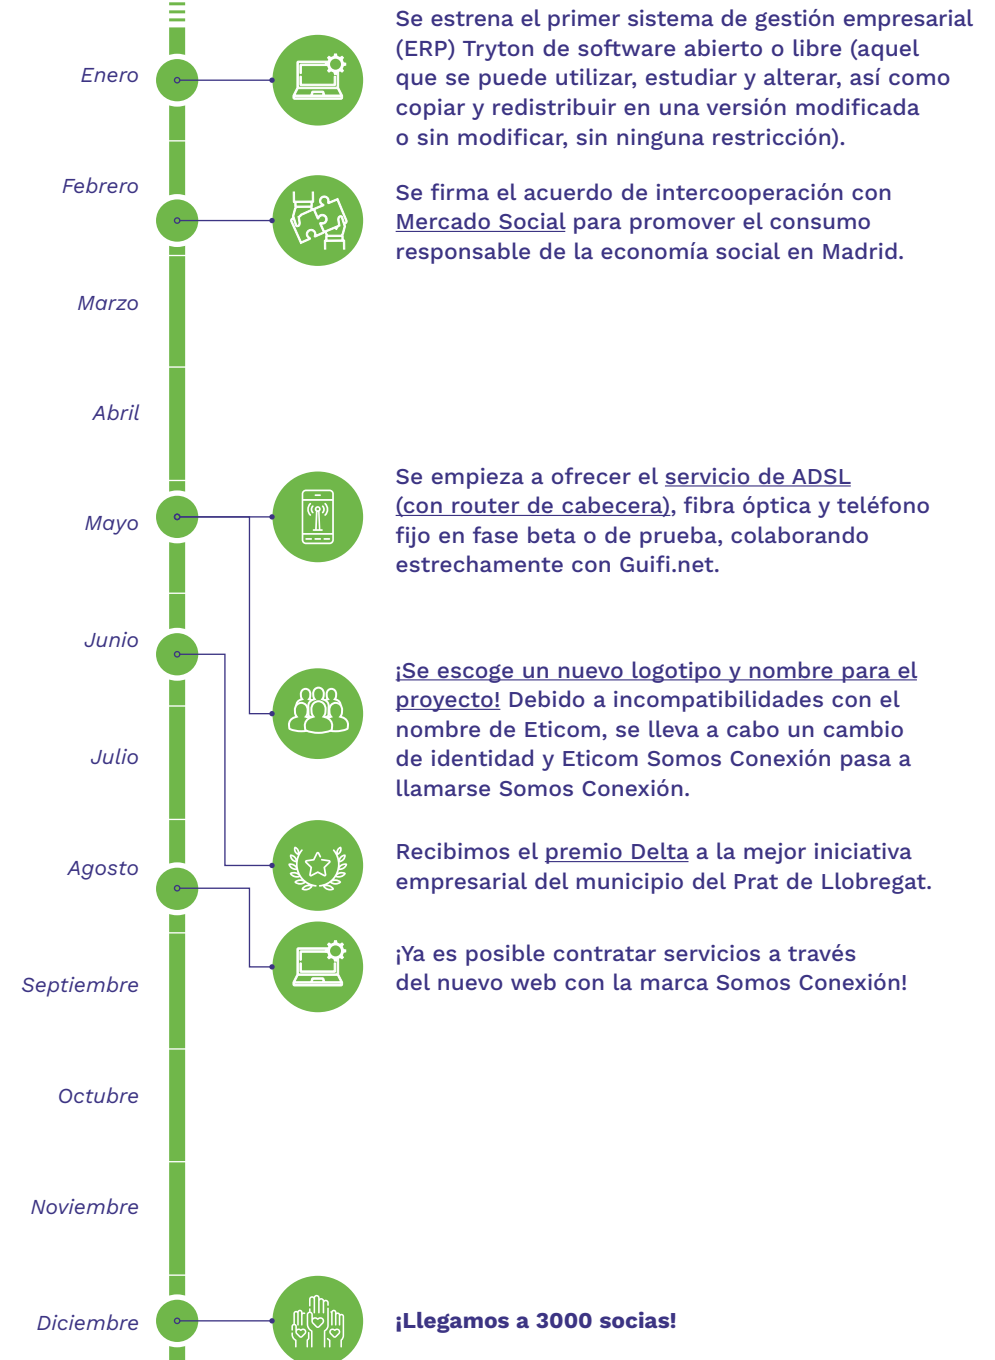 Se estrena el primer sistema de gestión empresarial
(ERP) Tryton de software abierto o libre (aquel
Enero
que se puede utilizar, estudiar y alterar, así como
copiar y redistribuir en una versión modificada
o sin modificar, sin ninguna restricción).
Febrero
Se firma el acuerdo de intercooperación con
Mercado Social para promover el consumo
responsable de la economía social en Madrid.
Marzo
Abril
Se empieza a ofrecer el servicio de ADSL
(con router de cabecera), fibra óptica y teléfono
Mayo
fijo en fase beta o de prueba, colaborando
estrechamente con Guifi.net.
Junio
¡Se escoge un nuevo logotipo y nombre para el
proyecto! Debido a incompatibilidades con el
nombre de Eticom, se lleva a cabo un cambio
de identidad y Eticom Somos Conexión pasa a
llamarse Somos Conexión.
Julio
Recibimos el premio Delta a la mejor iniciativa
empresarial del municipio del Prat de Llobregat.
Agosto
¡Ya es posible contratar servicios a través
del nuevo web con la marca Somos Conexión!
Septiembre
Octubre
Noviembre
Diciembre
¡Llegamos a 3000 socias!